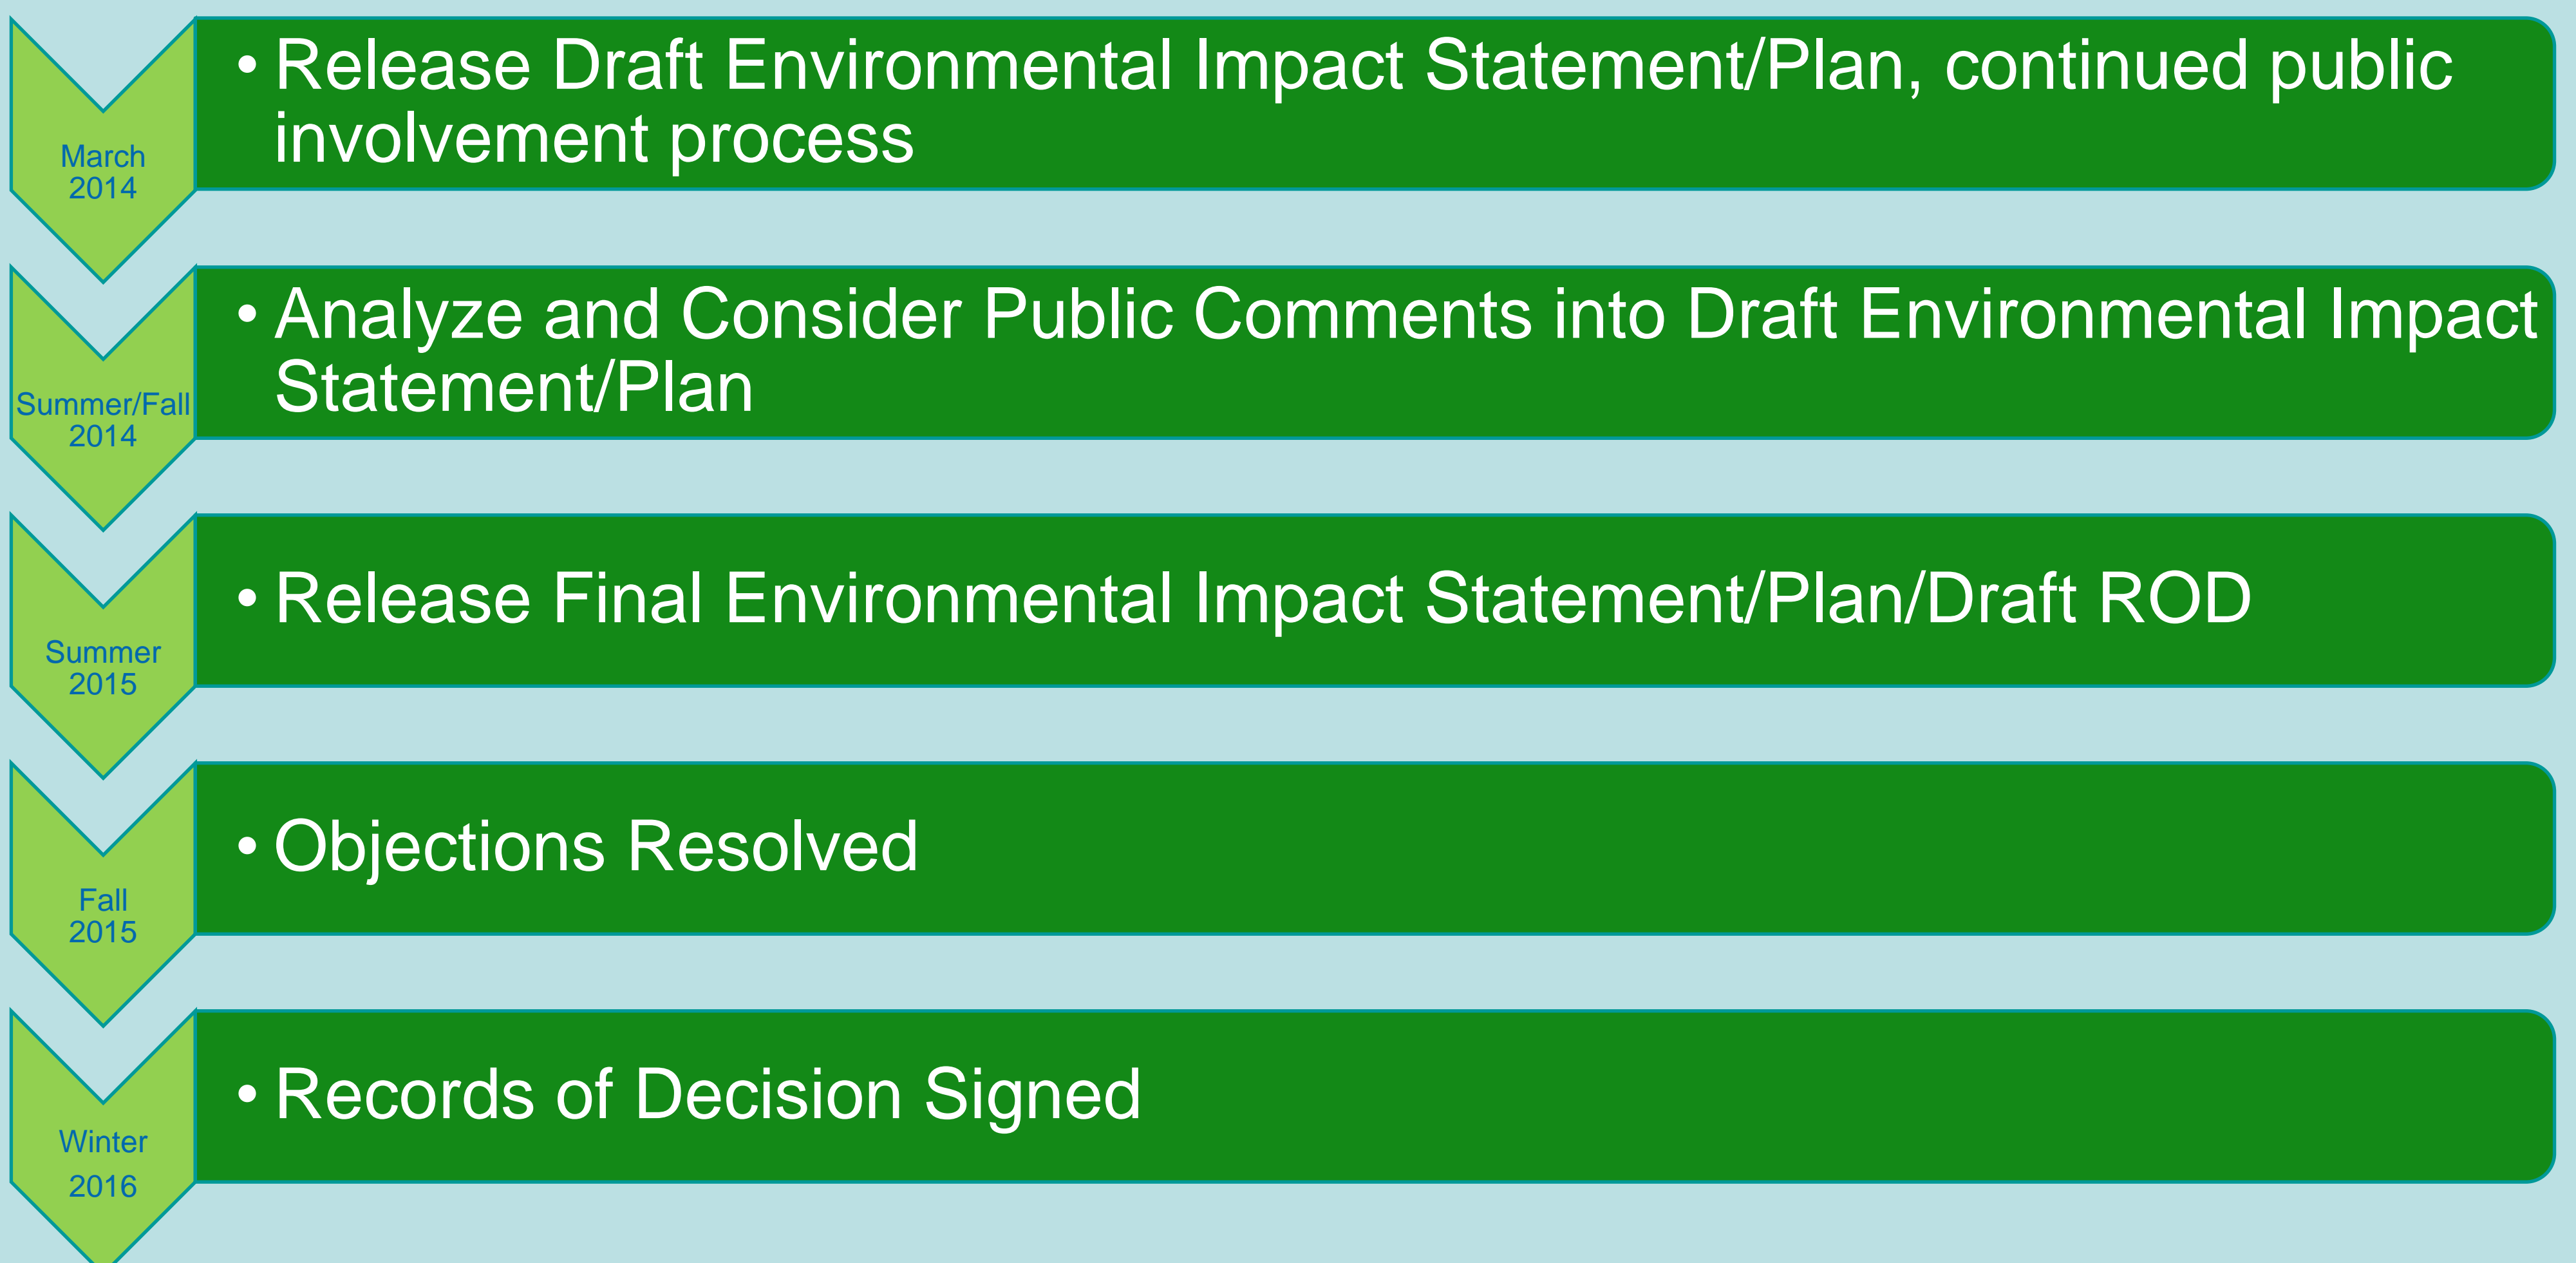 March
2014
• Release Draft Environmental Impact Statement/Plan, continued public
involvement process
Summer/Fall
2014
• Analyze and Consider Public Comments into Draft Environmental Impact
Statement/Plan
Summer
2015
• Release Final Environmental Impact Statement/Plan/Draft ROD
Fall
2015
• Objections Resolved
Winter
2016
• Records of Decision Signed